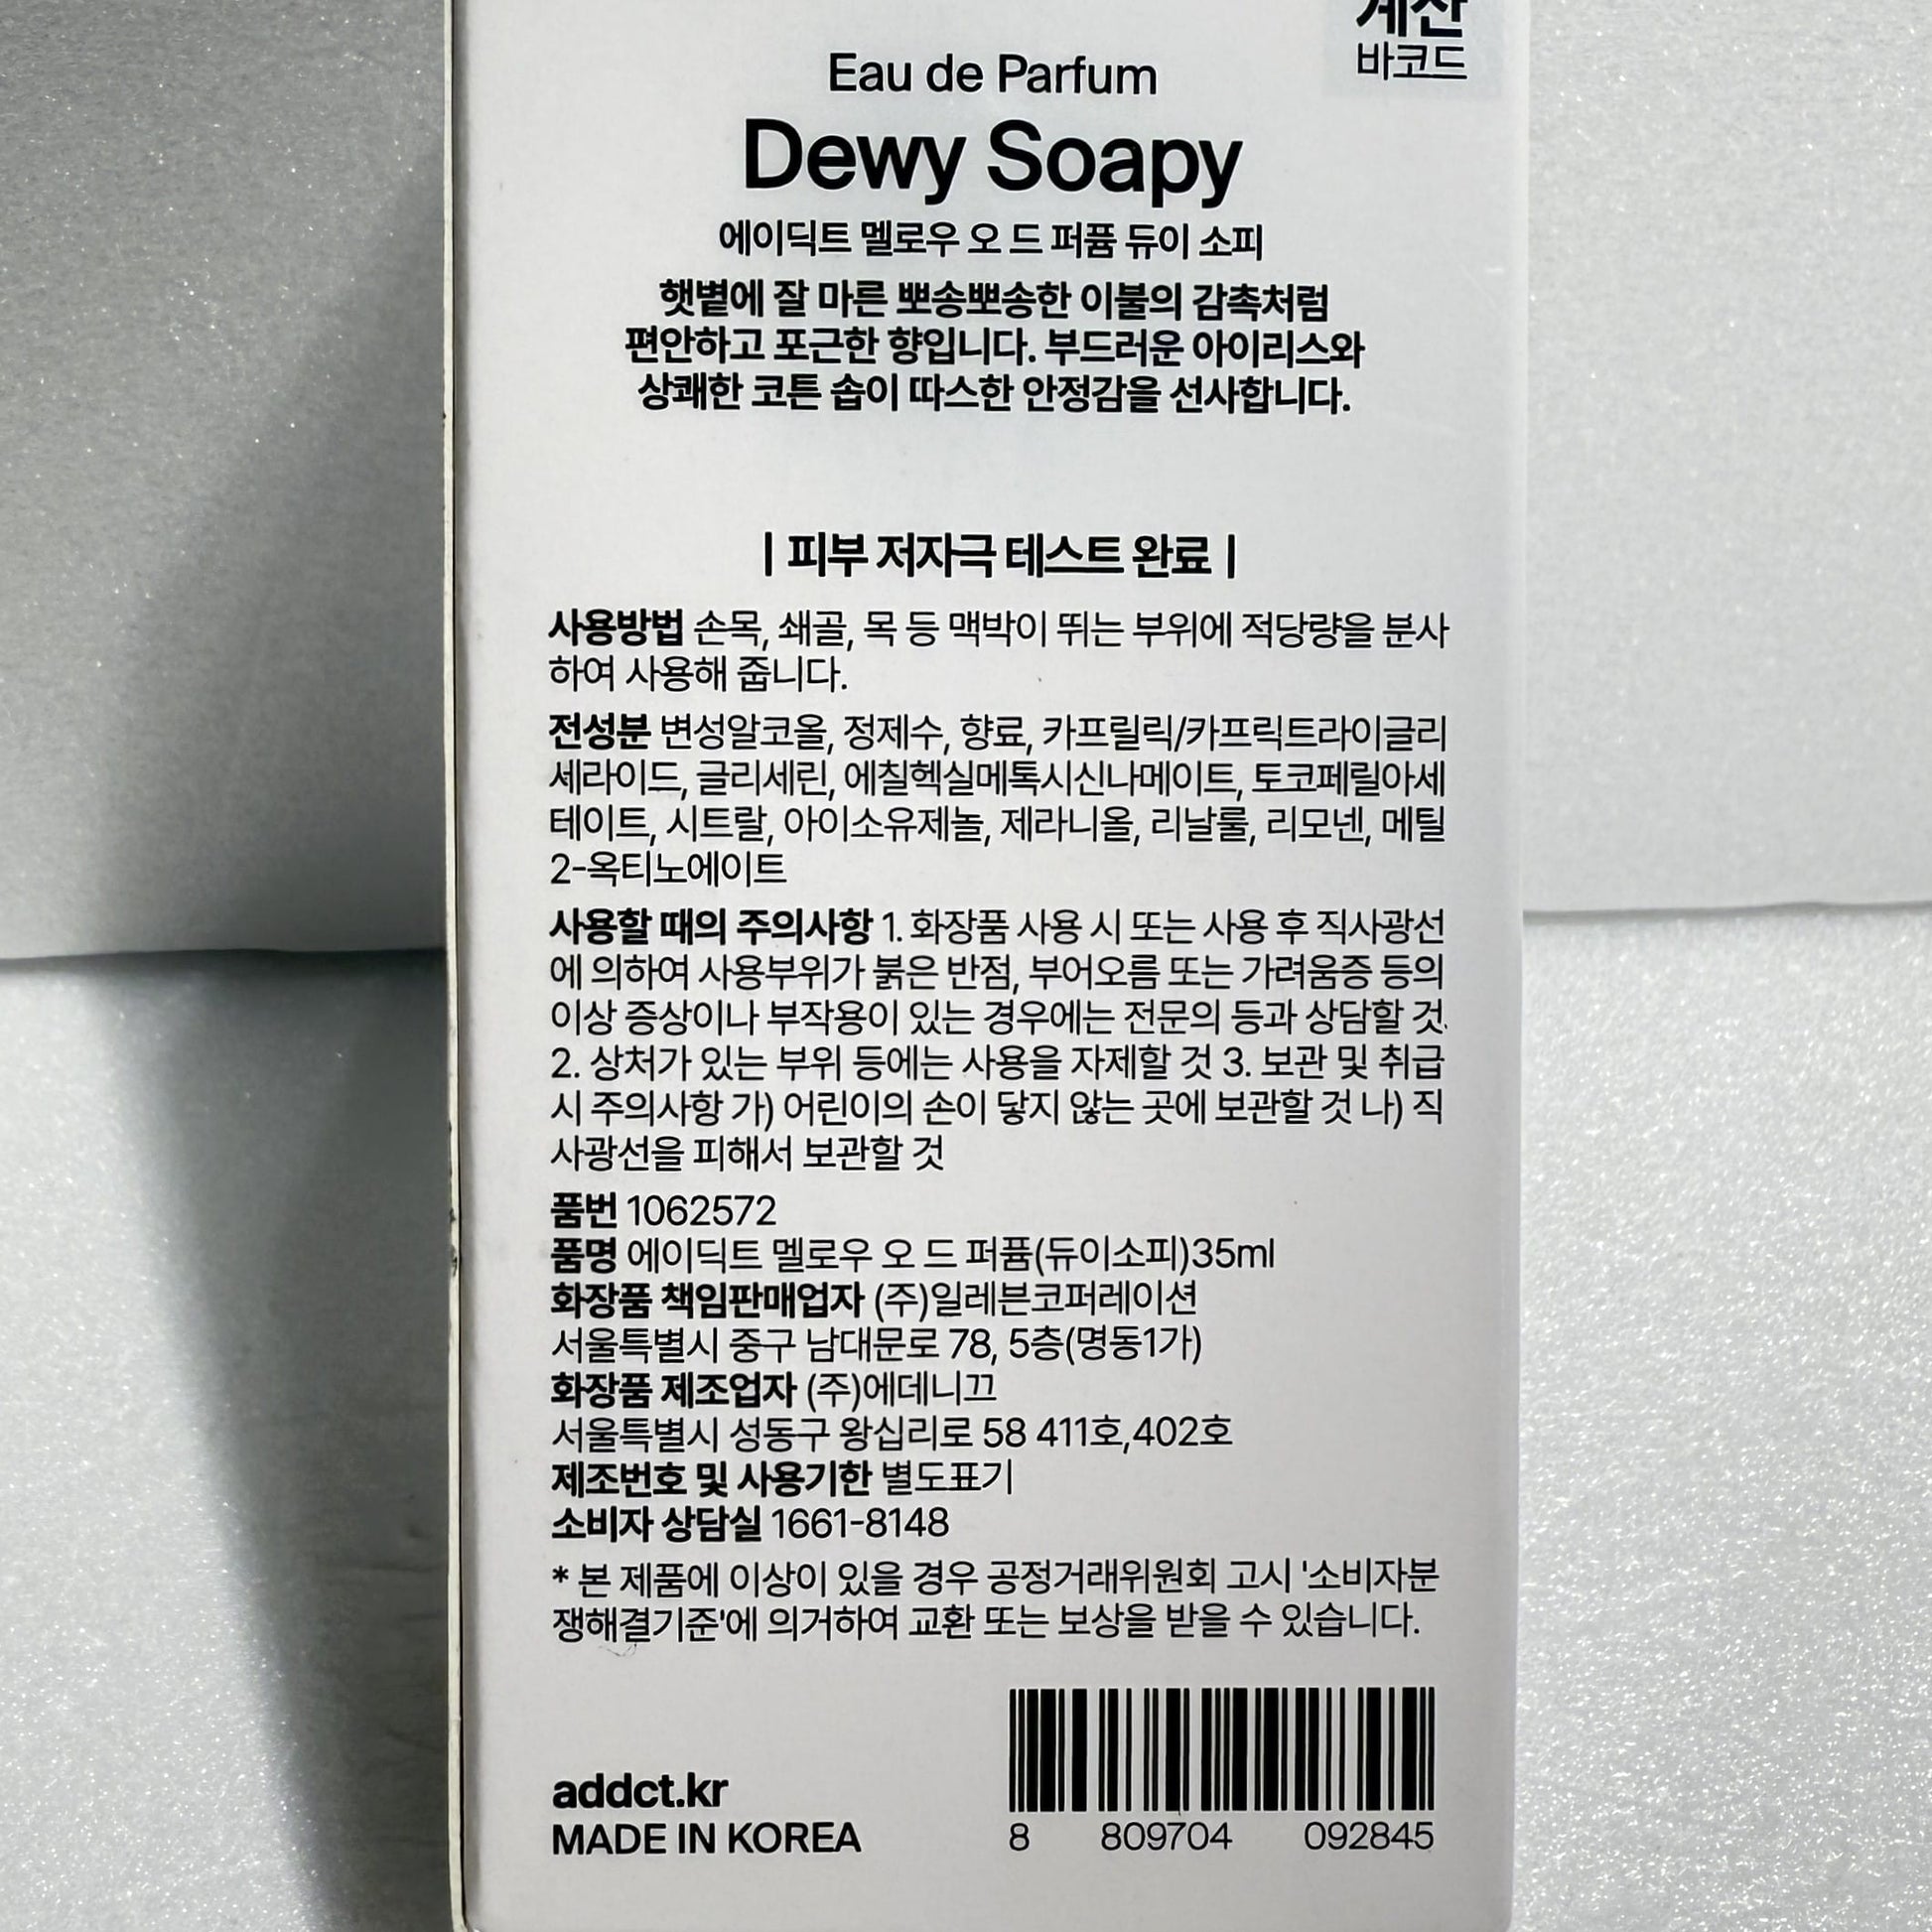 계산
바코드
Eau de Parfum
Dewy Soapy
에이딕트 멜로우 오 드 퍼퓸 듀이 소피
햇볕에 잘 마른 뽀송뽀송한 이불의 감촉처럼
편안하고 포근한 향입니다. 부드러운 아이리스와
상쾌한 코튼 솝이 따스한 안정감을 선사합니다.
| 피부 저자극 테스트 완료 |
사용방법 손목, 쇄골, 목 등 맥박이 뛰는 부위에 적당량을 분사
하여 사용해 줍니다.
전성분 변성알코올, 정제수, 향료, 카프릴릭/카프릭트라이글리
세라이드, 글리세린, 에칠헥실메톡시신나메이트, 토코페릴아세
테이트, 시트랄, 아이소유제놀, 제라니올, 리날룰, 리모넨, 메틸
2-옥티노에이트
사용할 때의 주의사항 1. 화장품 사용 시 또는 사용 후 직사광선
에 의하여 사용부위가 붉은 반점, 부어오름 또는 가려움증 등의
이상 증상이나 부작용이 있는 경우에는 전문의 등과 상담할 것.
2. 상처가 있는 부위 등에는 사용을 자제할 것 3. 보관 및 취급
시 주의사항 가) 어린이의 손이 닿지 않는 곳에 보관할 것 나) 직
사광선을 피해서 보관할 것
품번 1062572
품명 에이딕트 멜로우 오 드 퍼퓸(듀이소피)35ml
화장품 책임판매업자 (주)일레븐코퍼레이션
서울특별시 중구 남대문로 78, 5층(명동1가)
화장품 제조업자 (주)에데니끄
서울특별시 성동구 왕십리로 58 411호,402호
제조번호 및 사용기한 별도표기
소비자 상담실 1661-8148
* 본 제품에 이상이 있을 경우 공정거래위원회 고시 '소비자분
쟁해결기준'에 의거하여 교환 또는 보상을 받을 수 있습니다.
addct.kr
MADE IN KOREA
8 809704 092845